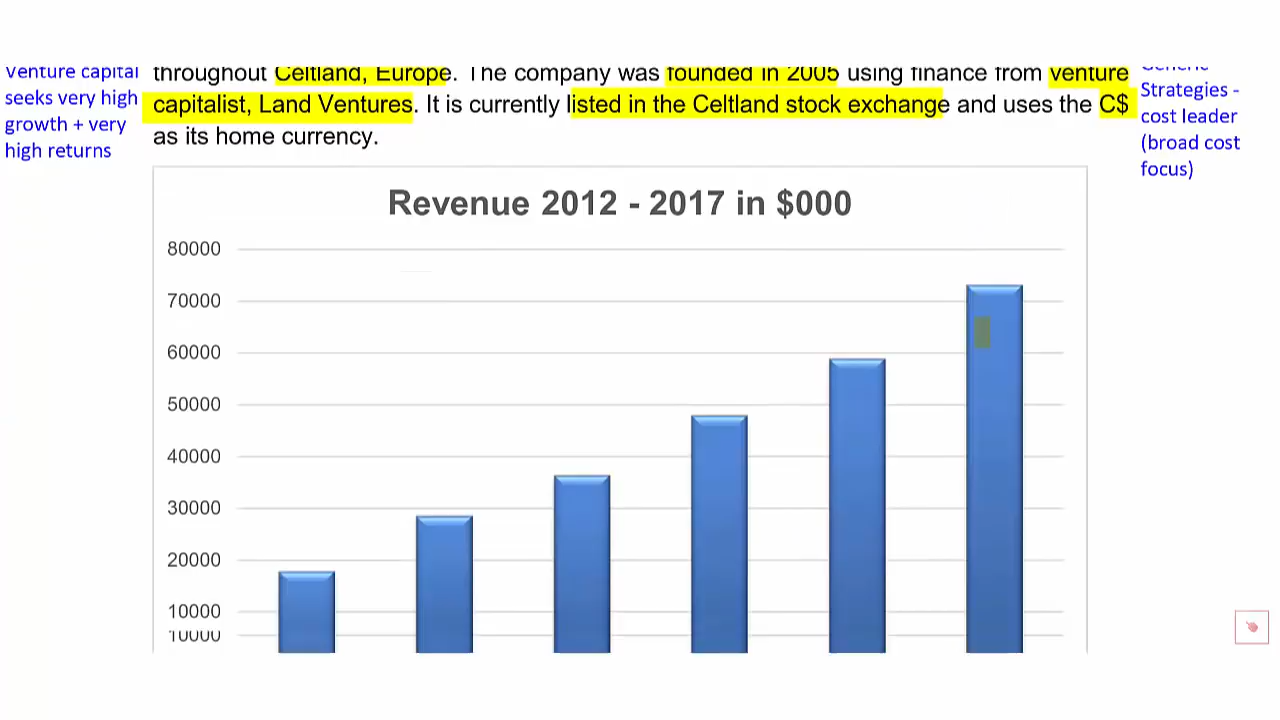 Venture capital
seeks very high
growth + very
high returns
throughout Celtland, Europe. The company was founded in 2005 using finance from venture
capitalist, Land Ventures. It is currently listed in the Celtland stock exchange and uses the C$
as its home currency.
Generic
Strategies -
cost leader
(broad cost
focus)
Revenue 2012 - 2017 in $000
80000
70000
60000
50000
40000
30000
20000
10000
10000